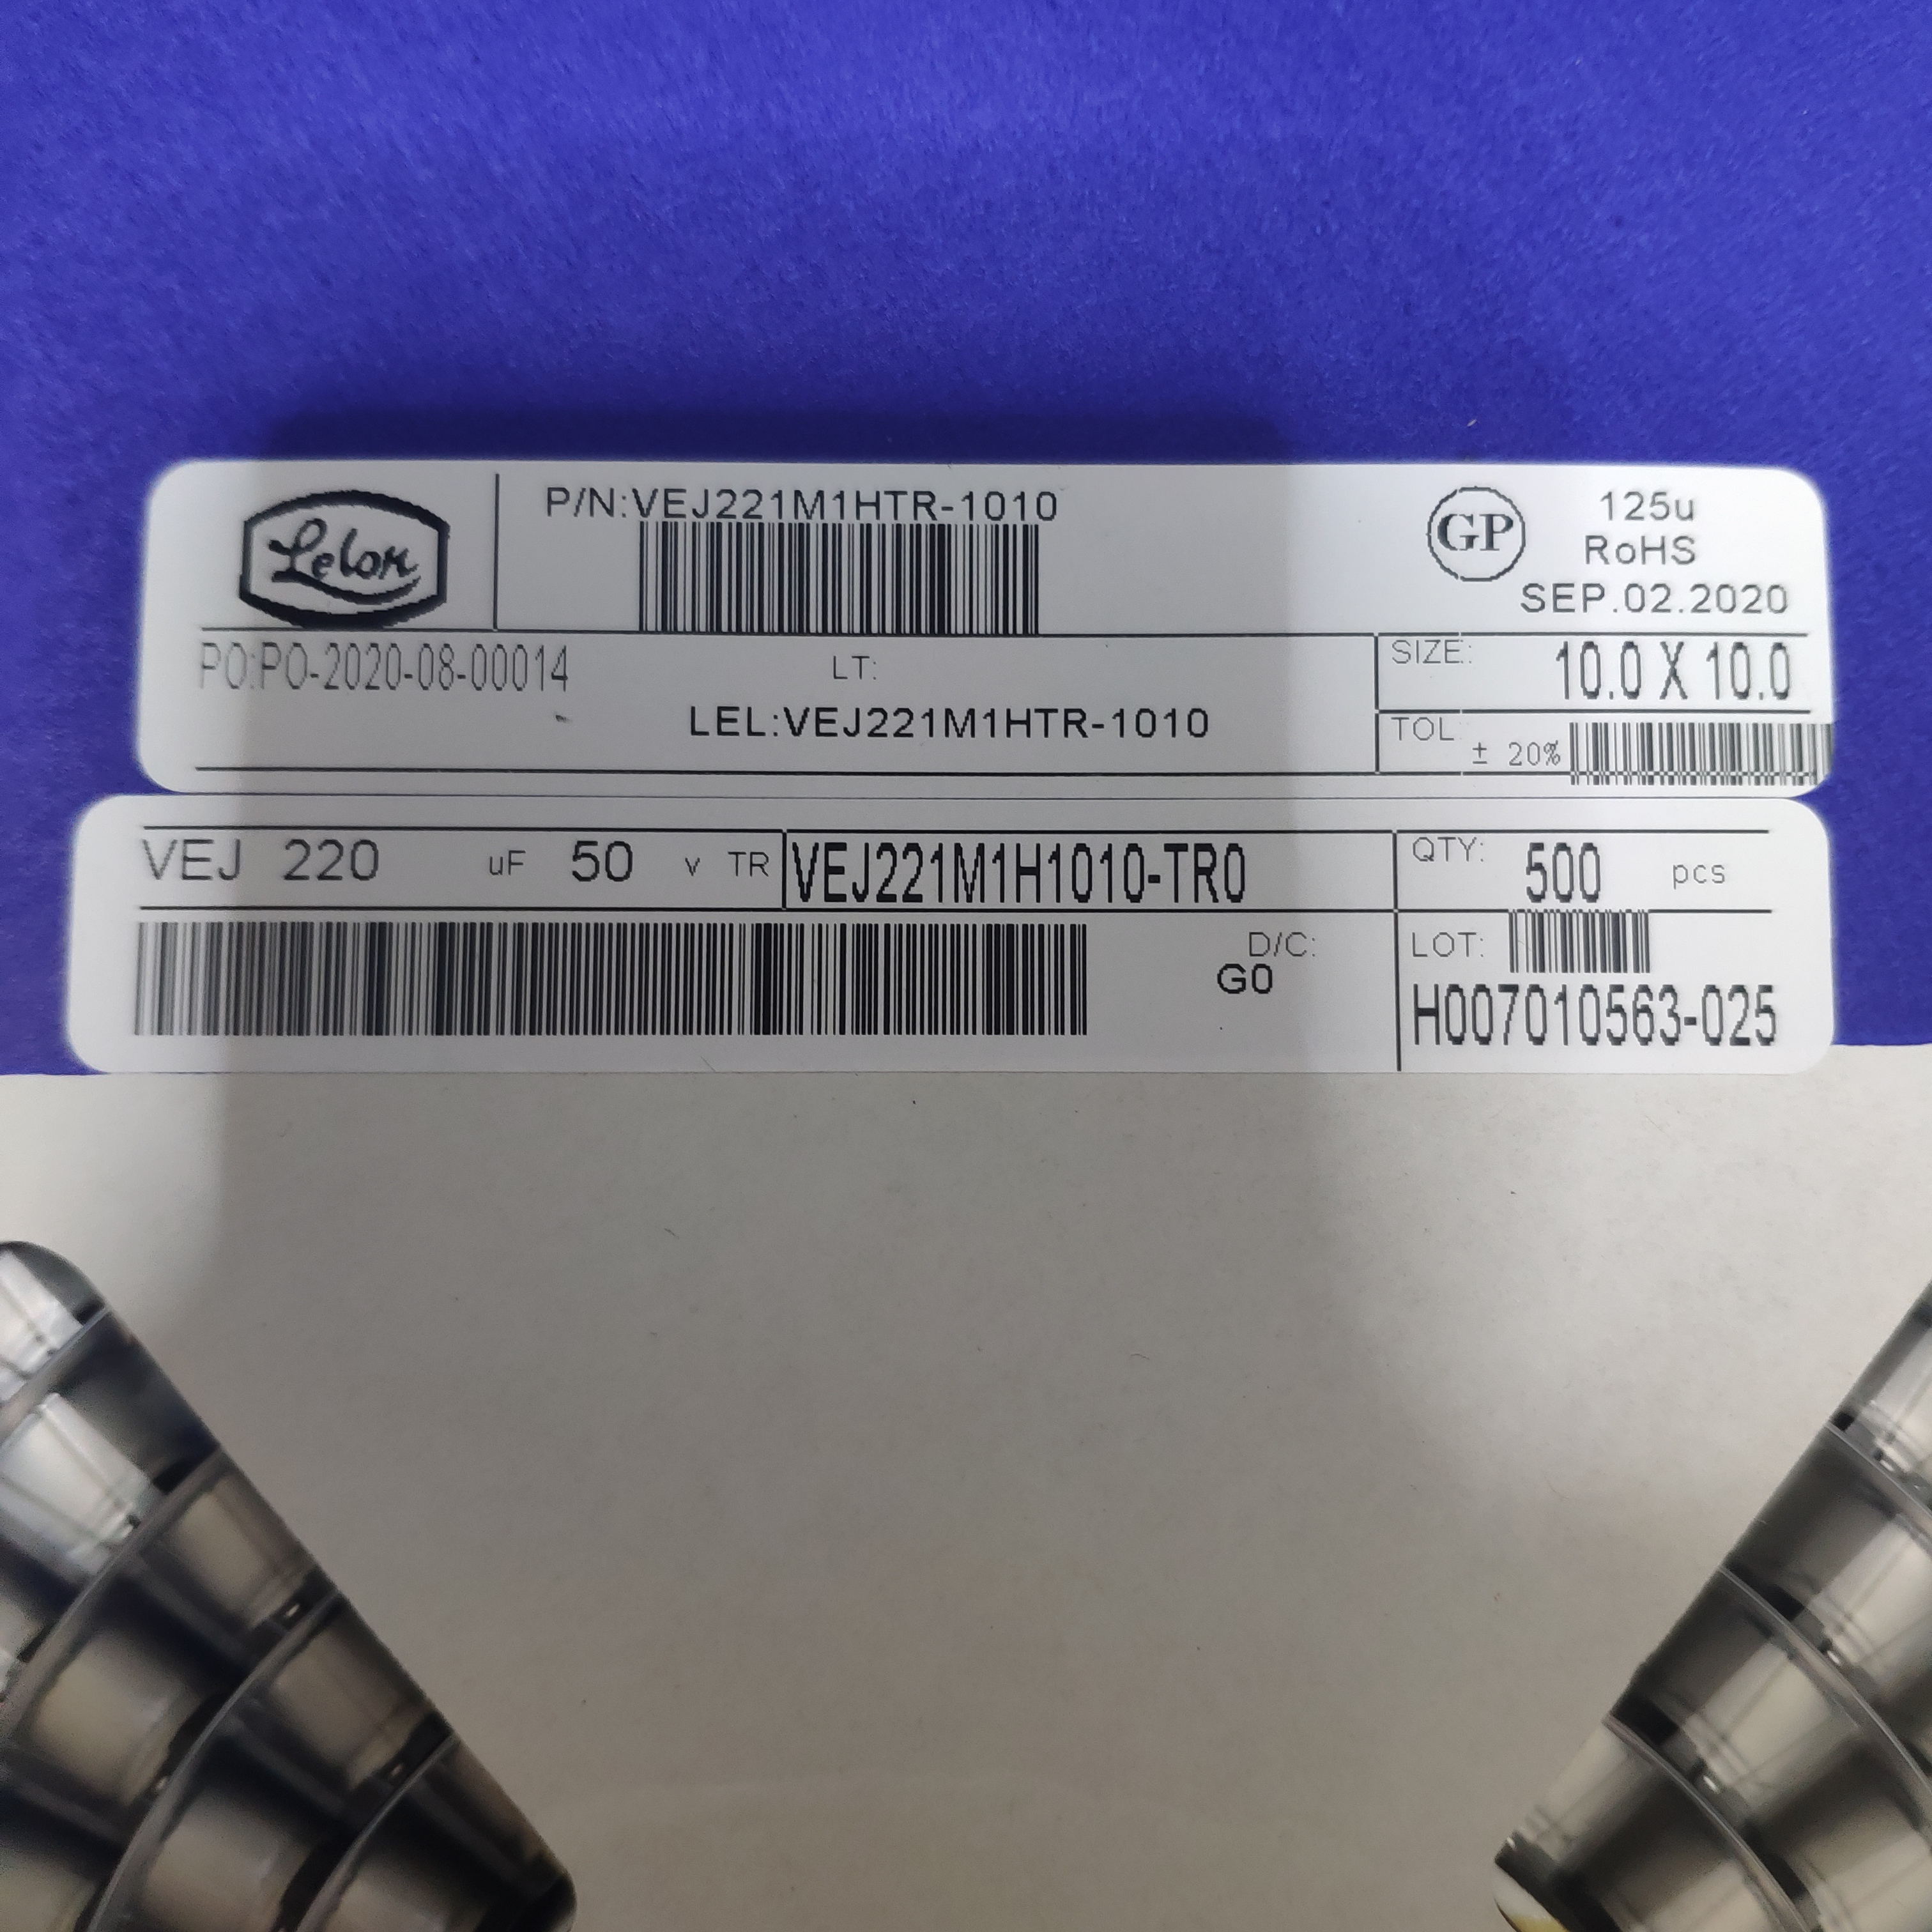 Lelon
P/N:VEJ221M1HTR-1010
GP
125u
RoHS
SEP.02.2020
PO:PO-2020-08-00014
LT:
LEL:VEJ221M1HTR-1010
SIZE:
10.0 X 10.0
TOL
± 20%
VEJ 220 uF 50 v TR
VEJ221M1H1010-TR0
QTY: 500 pcs
D/C:
G0
LOT:
H007010563-025